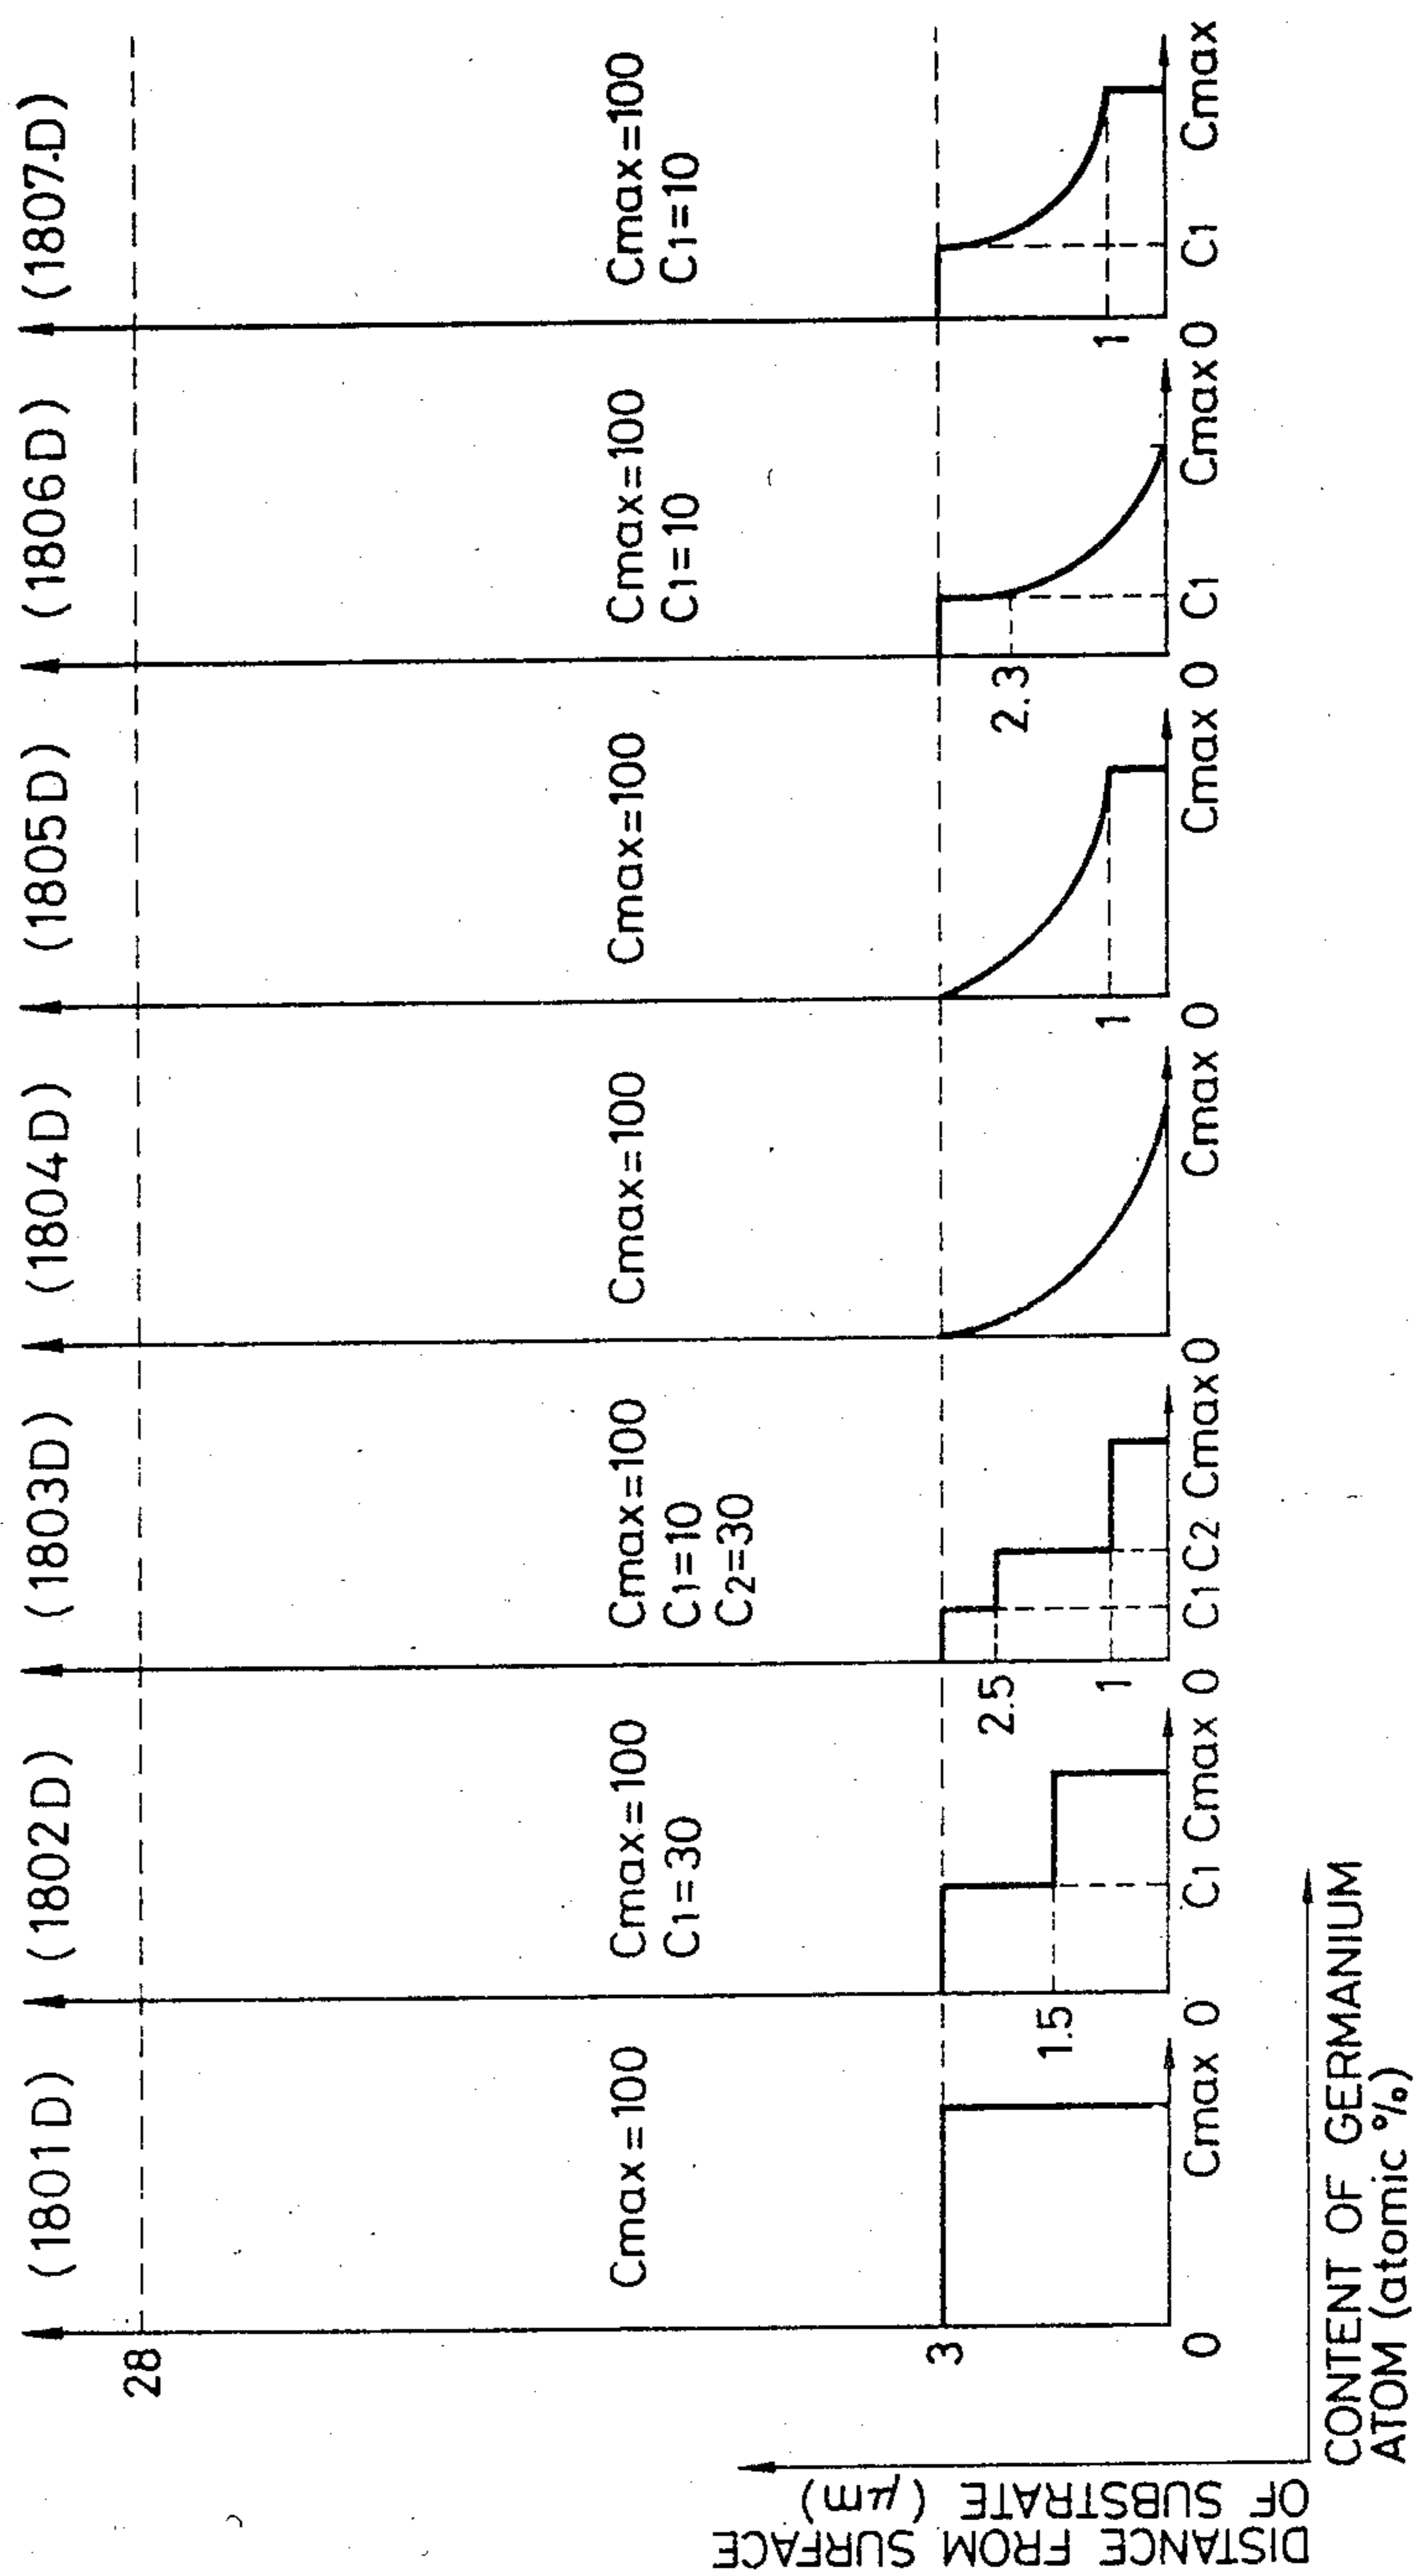 (1801D)
(1802D)
(1803D)
(1804D)
(1805D)
(1806D)
(1807D)
28
Cmax=100
Cmax=100
C1=30
Cmax=100
C1=10
C2=30
Cmax=100
Cmax=100
Cmax=100
C1=10
Cmax=100
C1=10
3
1.5
2.5
1
1
2.3
1
0 Cmax
0 C1 Cmax
0 C1 C2 Cmax
0 Cmax
0 Cmax
0 C1 Cmax
0 C1 Cmax
DISTANCE FROM SURFACE
OF SUBSTRATE (μm)
CONTENT OF GERMANIUM
ATOM (atomic %)